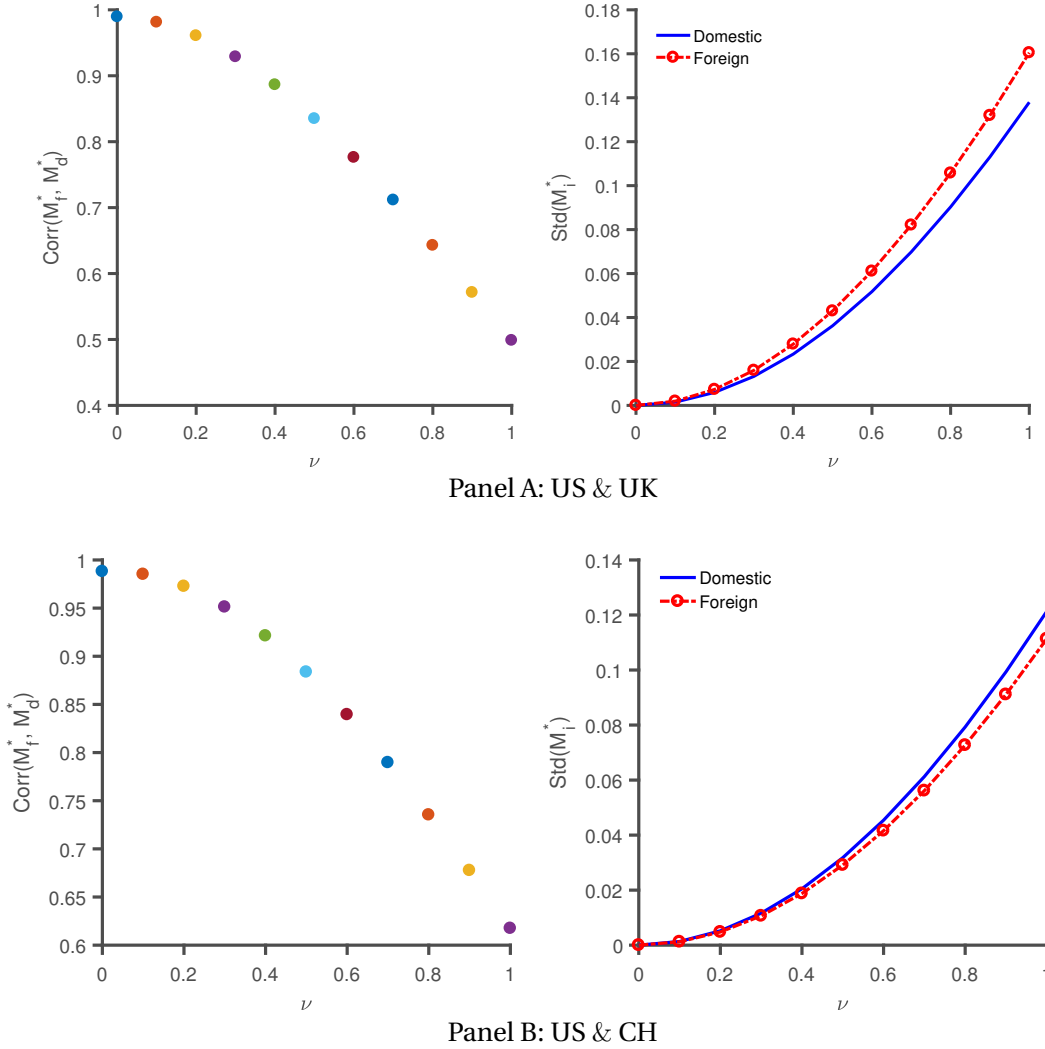 1
0.9
0.8
0.7
0.6
0.5
0.4
Corr(M*f, M*d)
0 0.2 0.4 0.6 0.8 1
ν
0.18
0.16
0.14
0.12
0.1
0.08
0.06
0.04
0.02
0
Std(M*i)
Domestic
Foreign
0 0.2 0.4 0.6 0.8 1
ν
Panel A: US & UK
1
0.95
0.9
0.85
0.8
0.75
0.7
0.65
0.6
Corr(M*f, M*d)
0 0.2 0.4 0.6 0.8 1
ν
0.14
0.12
0.1
0.08
0.06
0.04
0.02
0
Std(M*i)
Domestic
Foreign
0 0.2 0.4 0.6 0.8 1
ν
Panel B: US & CH